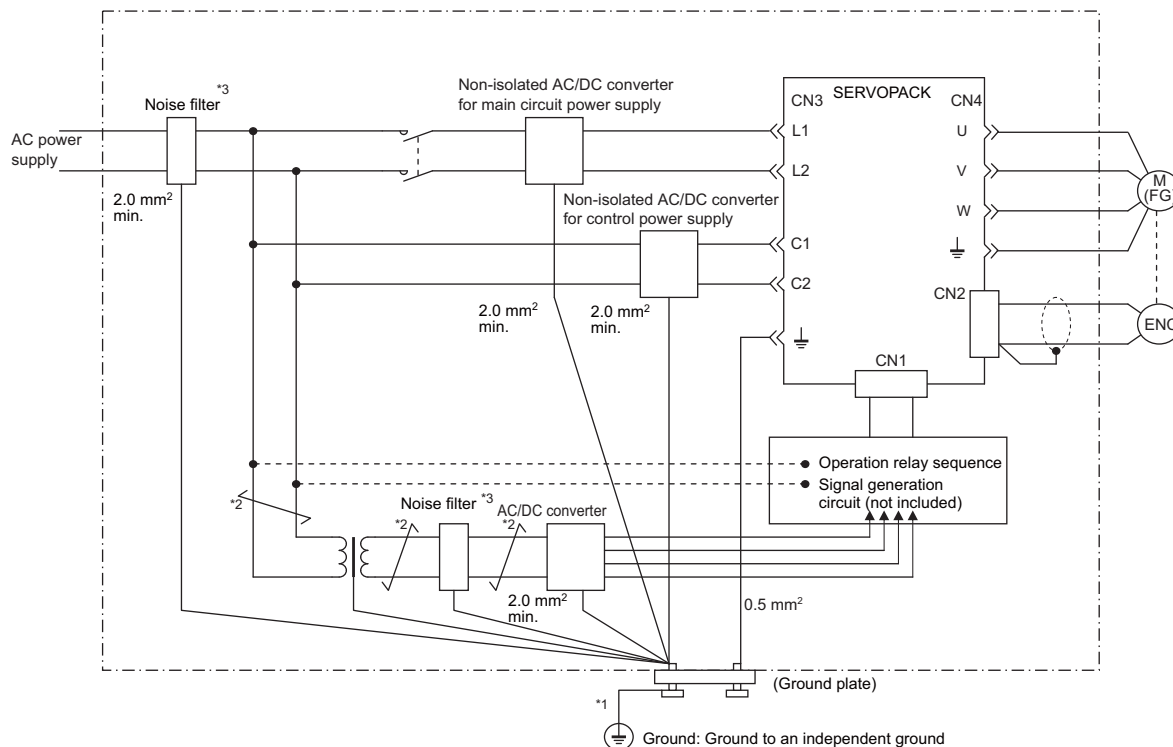 Noise filter *3
Non-isolated AC/DC converter
for main circuit power supply
CN3
SERVOPACK
CN4
AC power
supply
L1
U
L2
V
M
(FG)
2.0 mm²
min.
Non-isolated AC/DC converter
for control power supply
W
C1
C2
2.0 mm²
min.
2.0 mm²
min.
CN2
ENC
CN1
Operation relay sequence
Signal generation
circuit (not included)
*2
Noise filter *3
*2
*2
AC/DC converter
2.0 mm²
min.
0.5 mm²
(Ground plate)
*1
Ground: Ground to an independent ground